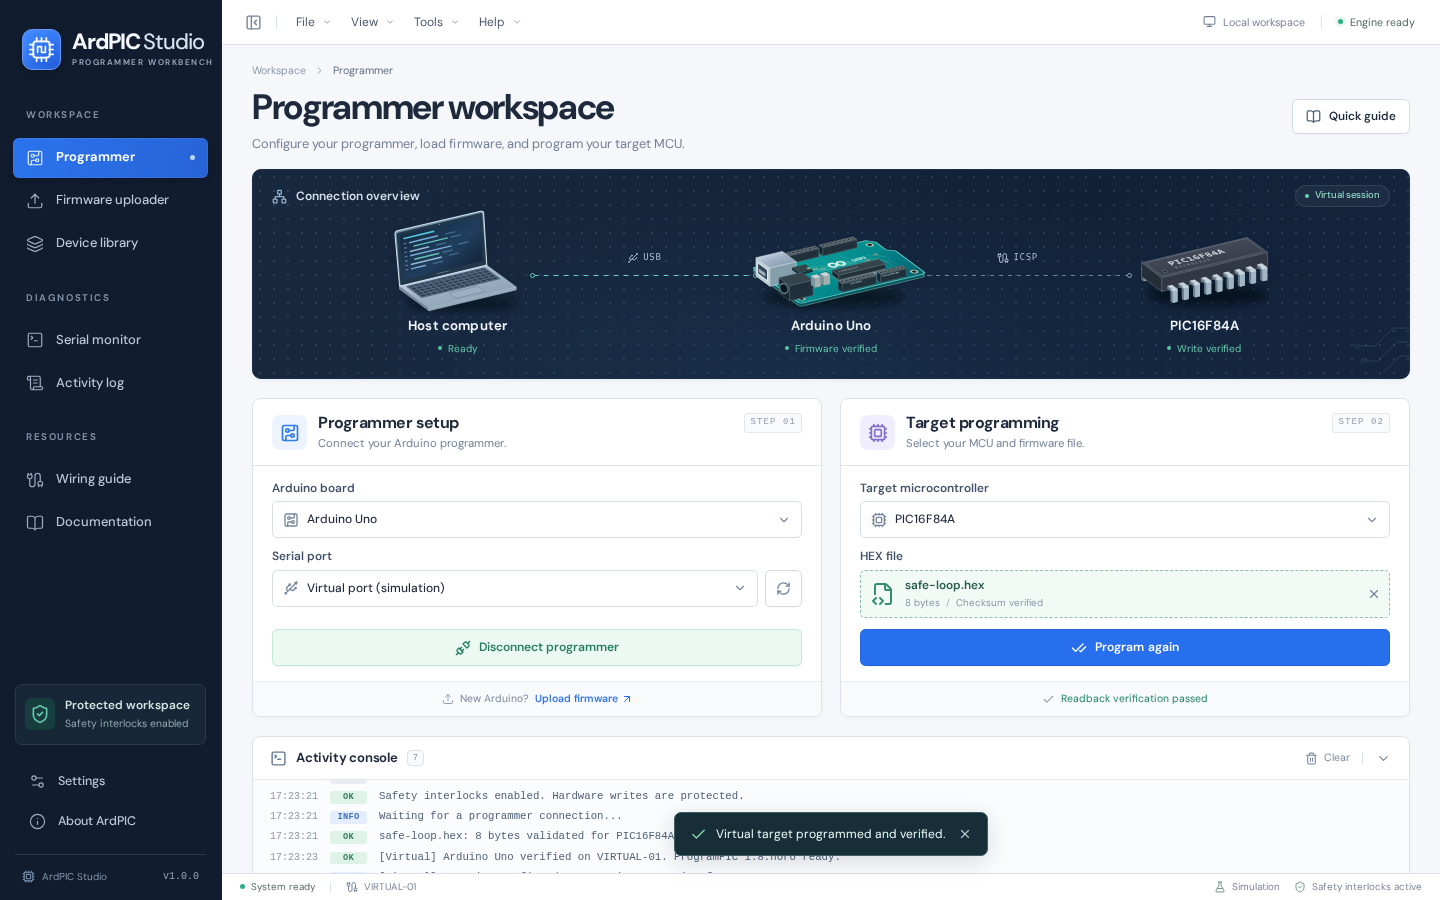 ArdPIC Studio
PROGRAMMER WORKBENCH
WORKSPACE
Programmer
Firmware uploader
Device library
DIAGNOSTICS
Serial monitor
Activity log
RESOURCES
Wiring guide
Documentation
Protected workspace
Safety interlocks enabled
Settings
About ArdPIC
ArdPIC Studio v1.0.0
File View Tools Help
Local workspace Engine ready
Workspace Programmer
Programmer workspace
Configure your programmer, load firmware, and program your target MCU.
Quick guide
Connection overview
Virtual session
USB
ICSP
PIC16F84A
Host computer
Ready
Arduino Uno
Firmware verified
PIC16F84A
Write verified
Programmer setup
Connect your Arduino programmer.
STEP 01
Arduino board
Arduino Uno
Serial port
Virtual port (simulation)
Disconnect programmer
New Arduino? Upload firmware
Target programming
Select your MCU and firmware file.
STEP 02
Target microcontroller
PIC16F84A
HEX file
safe-loop.hex
8 bytes / Checksum verified
Program again
Readback verification passed
Activity console 7
Clear
17:23:21 OK Safety interlocks enabled. Hardware writes are protected.
17:23:21 INFO Waiting for a programmer connection...
17:23:21 OK safe-loop.hex: 8 bytes validated for PIC16F84A
17:23:23 OK [Virtual] Arduino Uno verified on VIRTUAL-01. ready.
Virtual target programmed and verified.
System ready VIRTUAL-01
Simulation Safety interlocks active